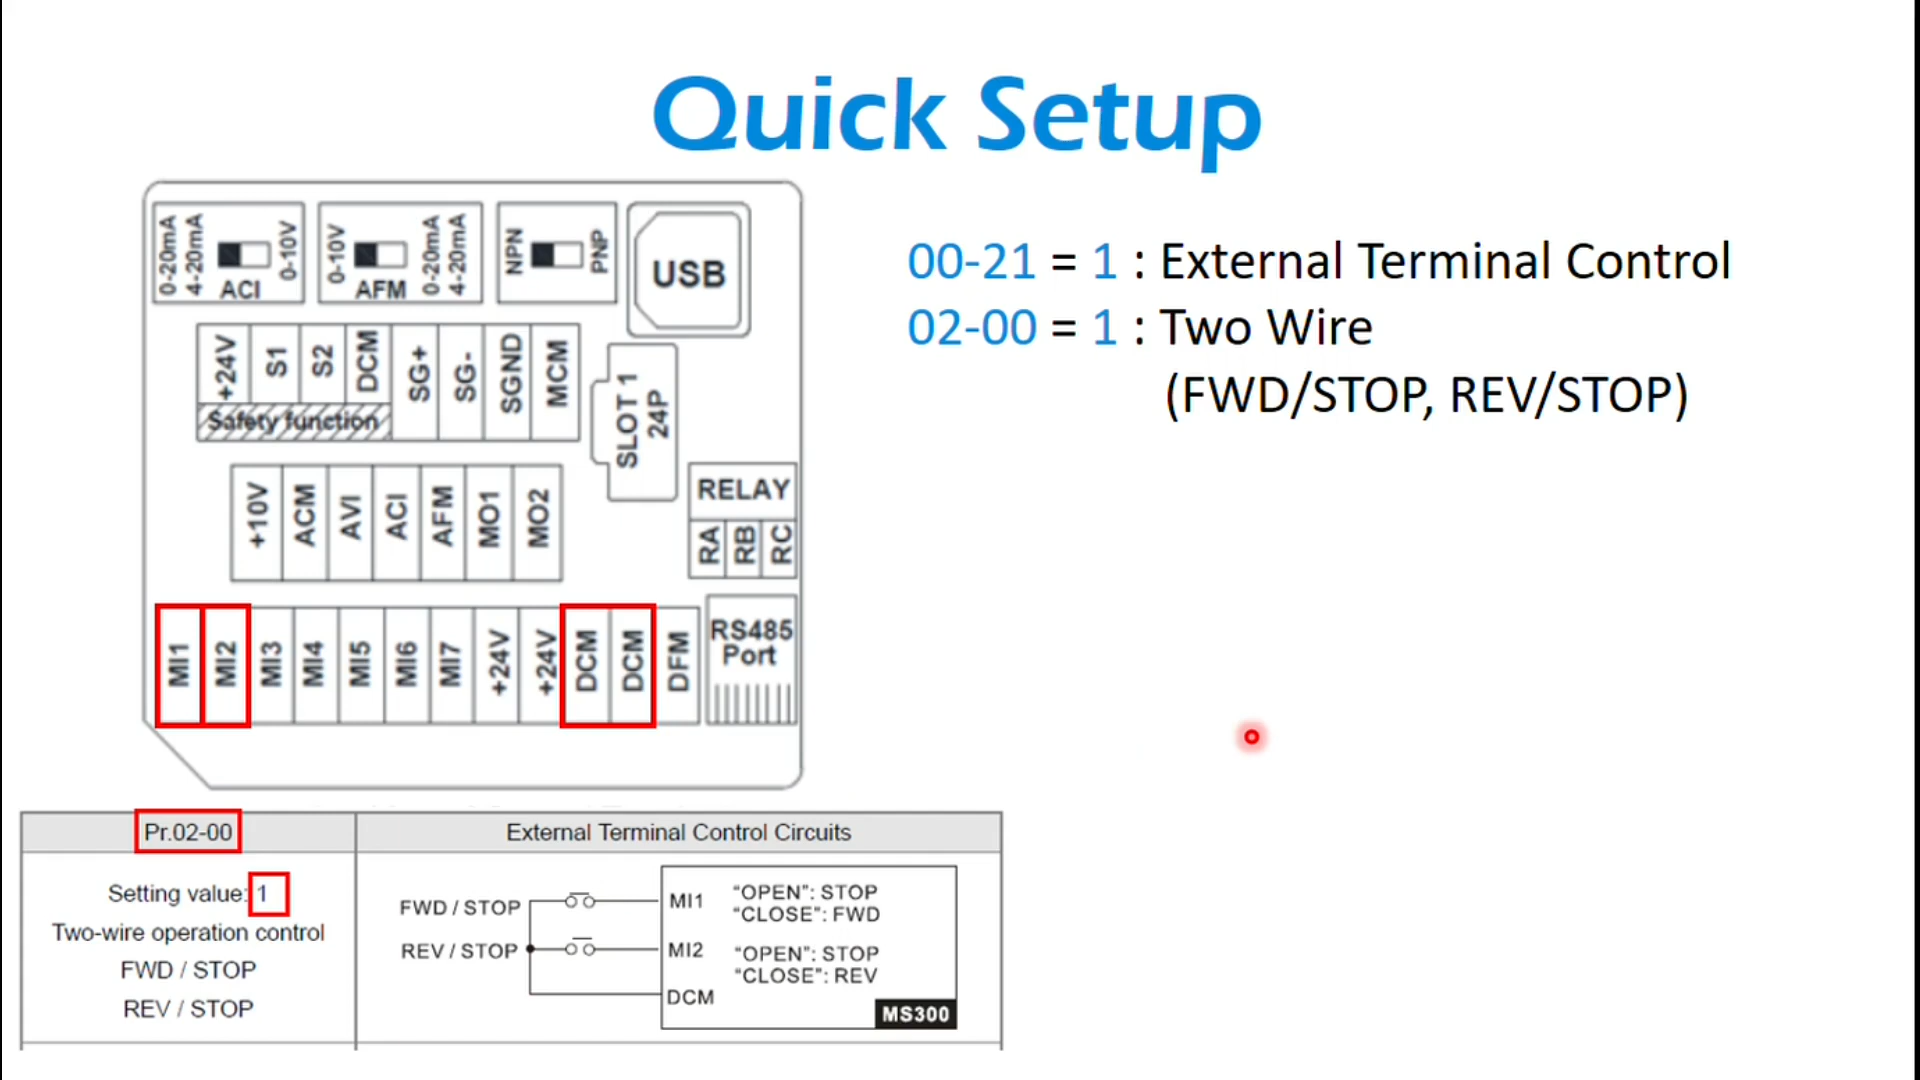 Quick Setup
0-20mA
4-20mA
ACI
0-10V
0-10V
AFM
0-20mA
4-20mA
NPN
PNP
USB
00-21 = 1 : External Terminal Control
02-00 = 1 : Two Wire
(FWD/STOP, REV/STOP)
+24V S1 S2 DCM SG+ SG- SGND MCM
Safety function
SLOT 1
24P
+10V ACM AVI ACI AFM MO1 MO2
RELAY
RA RB RC
MI1 MI2 MI3 MI4 MI5 MI6 MI7 +24V +24V DCM DCM DFM
RS485
Port
Pr.02-00
External Terminal Control Circuits
Setting value: 1
Two-wire operation control
FWD / STOP
REV / STOP
FWD / STOP
REV / STOP
MI1
"OPEN": STOP
"CLOSE": FWD
MI2
"OPEN": STOP
"CLOSE": REV
DCM
MS300